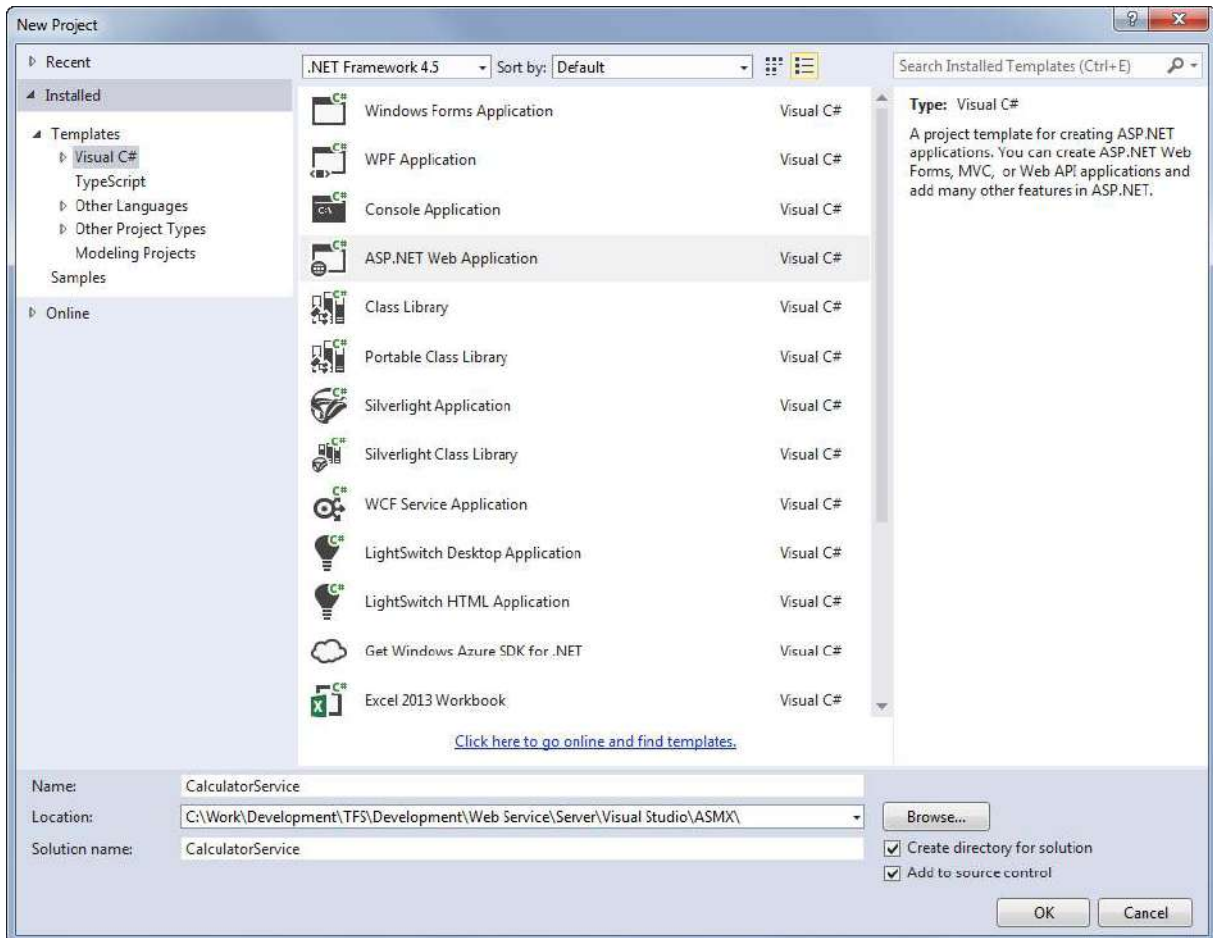 New Project
Recent
Installed
Templates
Visual C#
TypeScript
Other Languages
Other Project Types
Modeling Projects
Samples
Online
.NET Framework 4.5
Sort by: Default
Windows Forms Application Visual C#
WPF Application Visual C#
Console Application Visual C#
ASP.NET Web Application Visual C#
Class Library Visual C#
Portable Class Library Visual C#
Silverlight Application Visual C#
Silverlight Class Library Visual C#
WCF Service Application Visual C#
LightSwitch Desktop Application Visual C#
LightSwitch HTML Application Visual C#
Get Windows Azure SDK for .NET Visual C#
Excel 2013 Workbook Visual C#
Click here to go online and find templates.
Search Installed Templates (Ctrl+E)
Type: Visual C#
A project template for creating ASP.NET
applications. You can create ASP.NET Web
Forms, MVC, or Web API applications and
add many other features in ASP.NET.
Name: CalculatorService
Location: C:\Work\Development\TFS\Development\Web Service\Server\Visual Studio\ASMX\
Browse...
Solution name: CalculatorService
Create directory for solution
Add to source control
OK Cancel